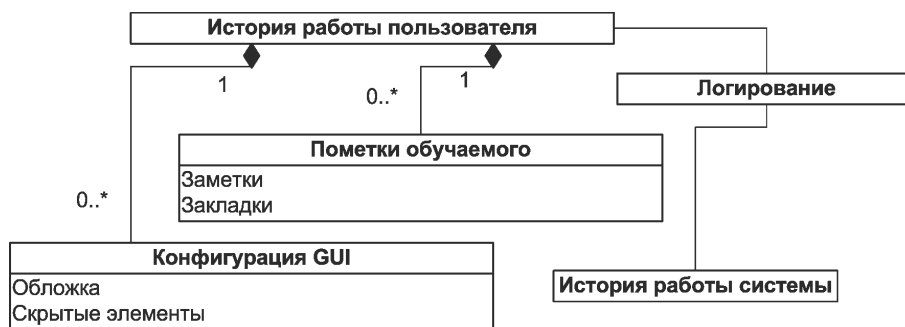 История работы пользователя
1
1
Логирование
0..*
Пометки обучаемого
Заметки
Закладки
0..*
Конфигурация GUI
Обложка
Скрытые элементы
История работы системы